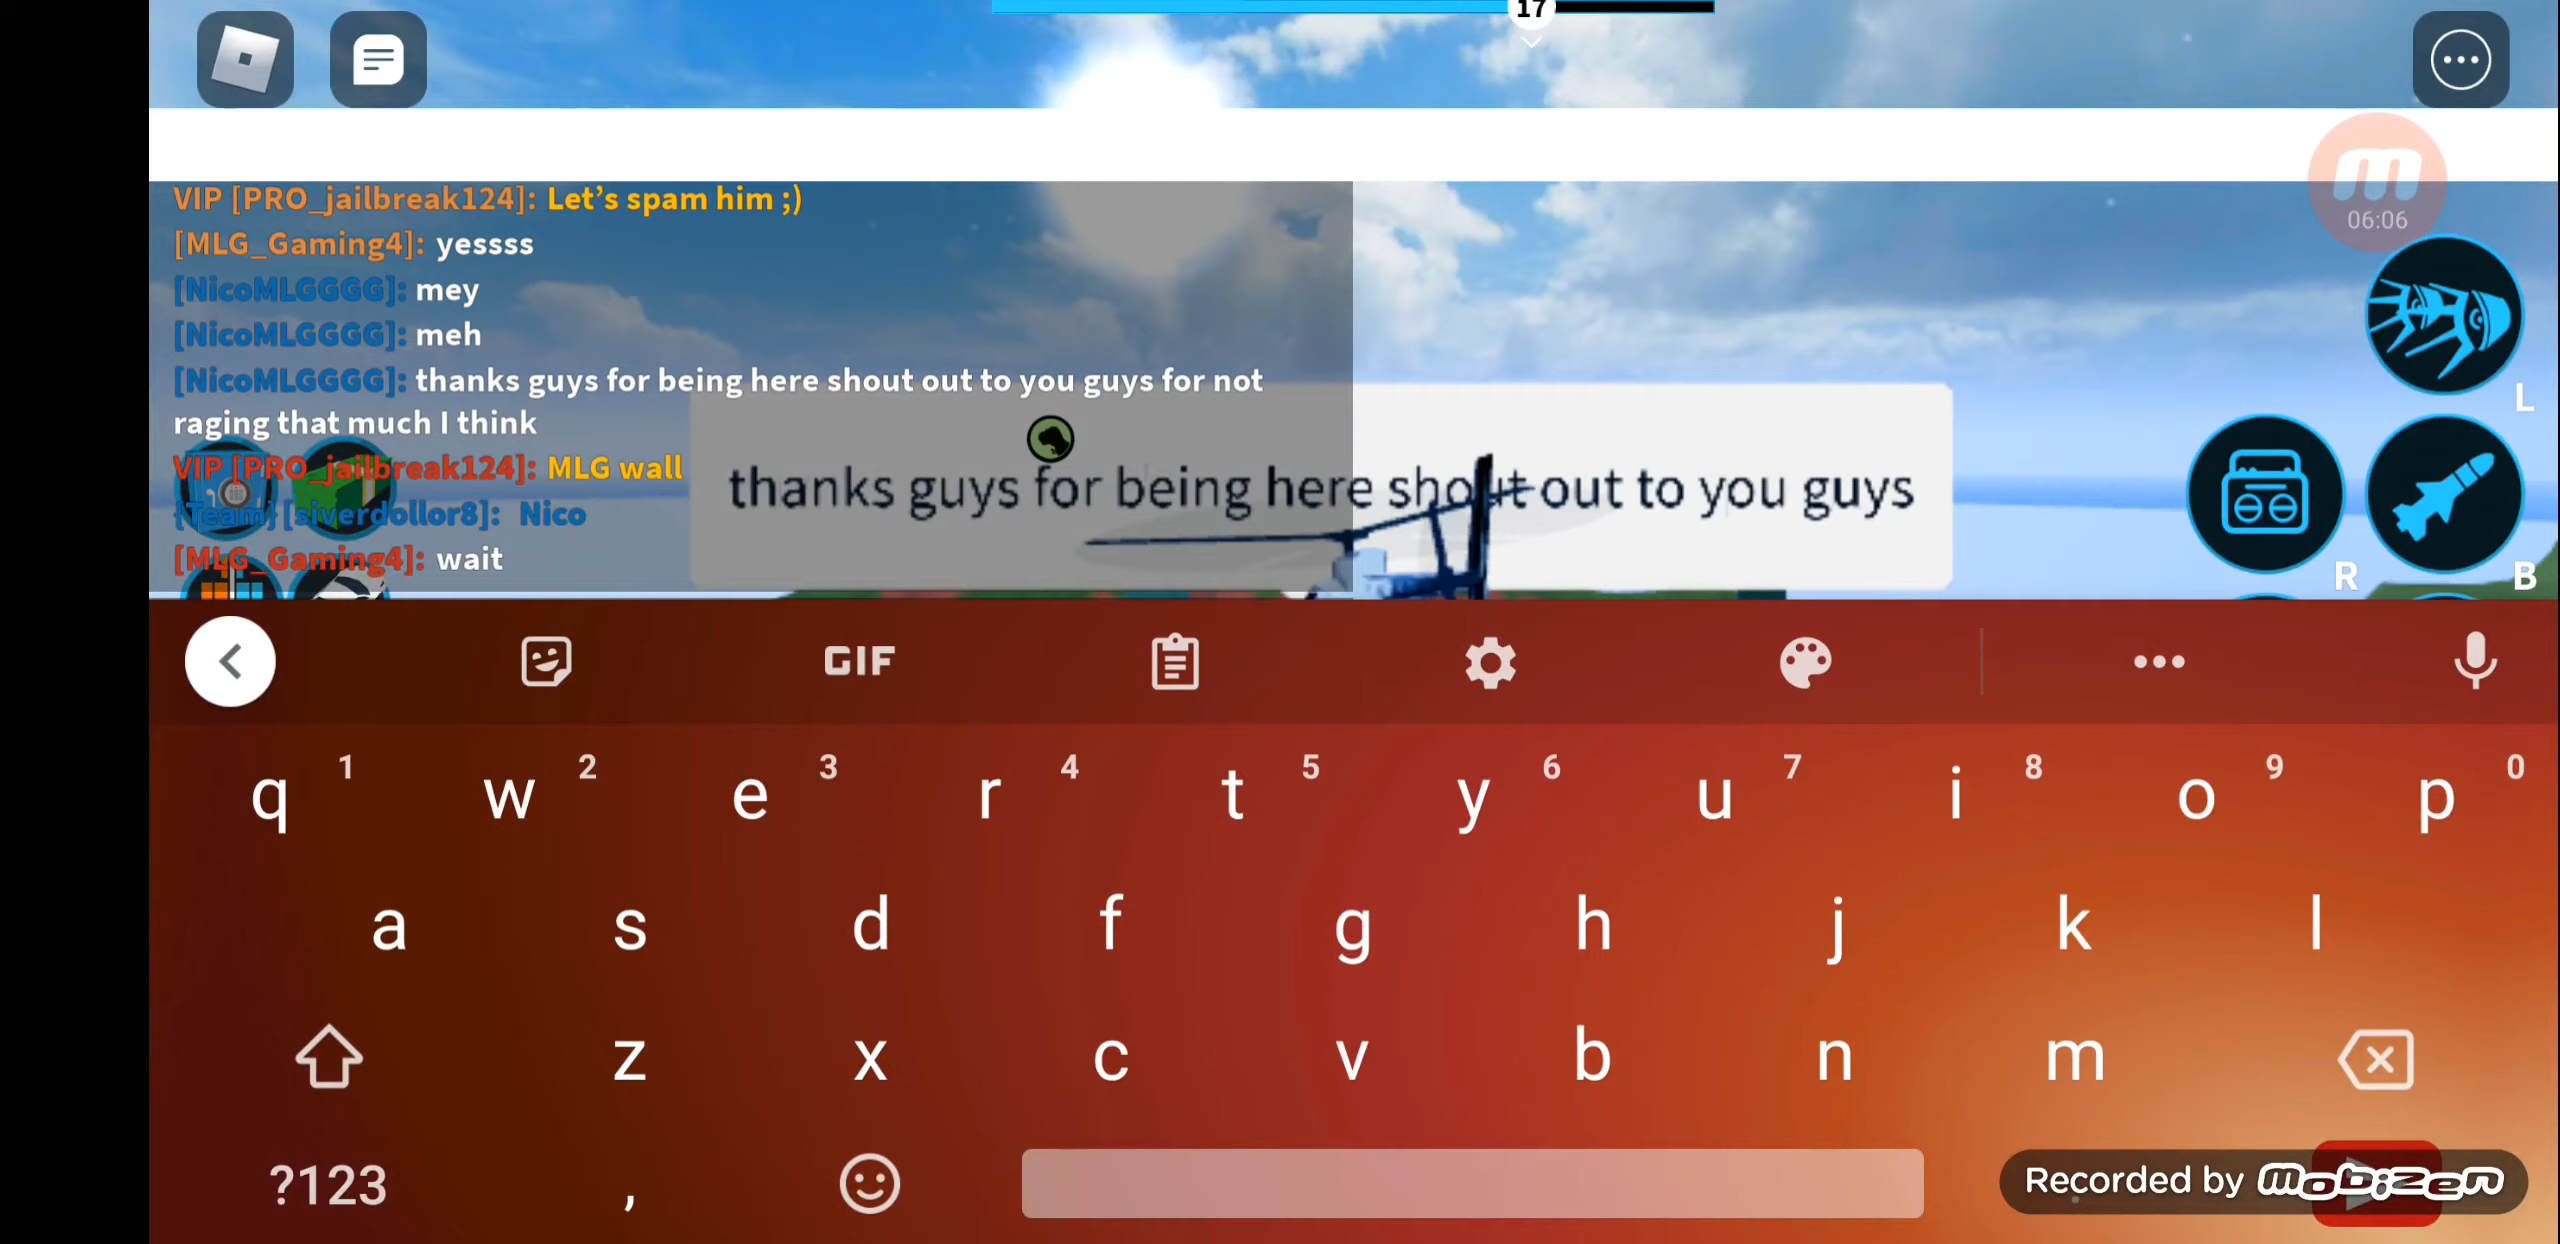 17
06:06
VIP [PRO_jailbreak124]: Let's spam him ;)
[MLG_Gaming4]: yessss
[NicoMLGGGG]: mey
[NicoMLGGGG]: meh
[NicoMLGGGG]: thanks guys for being here shout out to you guys for not
raging that much I think
VIP [PRO_jailbreak124]: MLG wall
{Team} [siverdollor8]: Nico
[MLG_Gaming4]: wait
thanks guys for being here shout out to you guys
L
R B
GIF
q 1 w 2 e 3 r 4 t 5 y 6 u 7 i 8 o 9 p 0
a s d f g h j k l
z x c v b n m
?123 ,
Recorded by mobizen